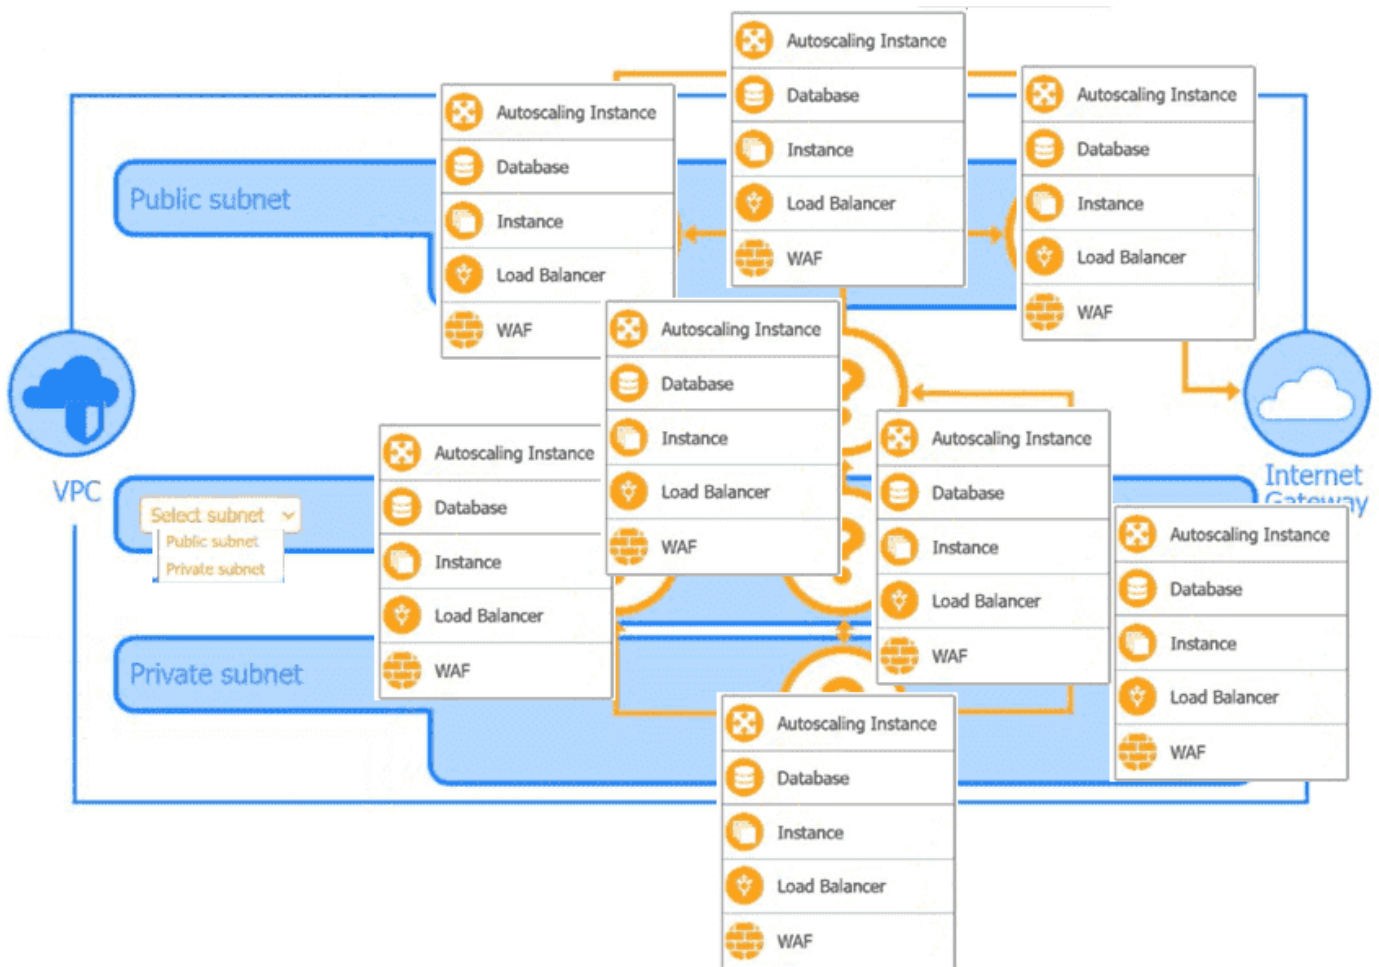 Autoscaling Instance
Database
Instance
Load Balancer
WAF
Autoscaling Instance
Database
Instance
Load Balancer
WAF
Autoscaling Instance
Database
Instance
Load Balancer
WAF
Public subnet
Autoscaling Instance
Database
Instance
Load Balancer
WAF
?
?
VPC
Internet
Gateway
Select subnet
Public subnet
Private subnet
Autoscaling Instance
Database
Instance
Load Balancer
WAF
Autoscaling Instance
Database
Instance
Load Balancer
WAF
Autoscaling Instance
Database
Instance
Load Balancer
WAF
Private subnet
Autoscaling Instance
Database
Instance
Load Balancer
WAF